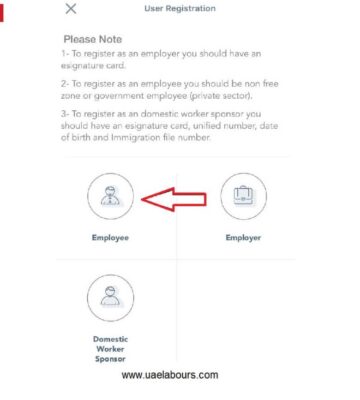 User Registration
Please Note
1- To register as an employer you should have an
esignature card.
2- To register as an employee you should be non free
zone or government employee (private sector).
3- To register as an domestic worker sponsor you
should have an esignature card, unified number, date
of birth and Immigration file number.
Employee
Employer
Domestic
Worker
Sponsor
www.uaelabours.com